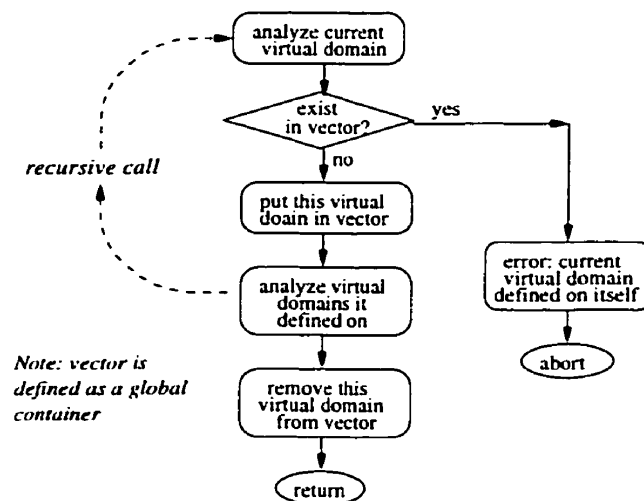 analyze current
virtual domain
exist
in vector?
yes
no
recursive call
put this virtual
doain in vector
error: current
virtual domain
defined on itself
analyze virtual
domains it
defined on
abort
Note: vector is
defined as a global
container
remove this
virtual domain
from vector
return